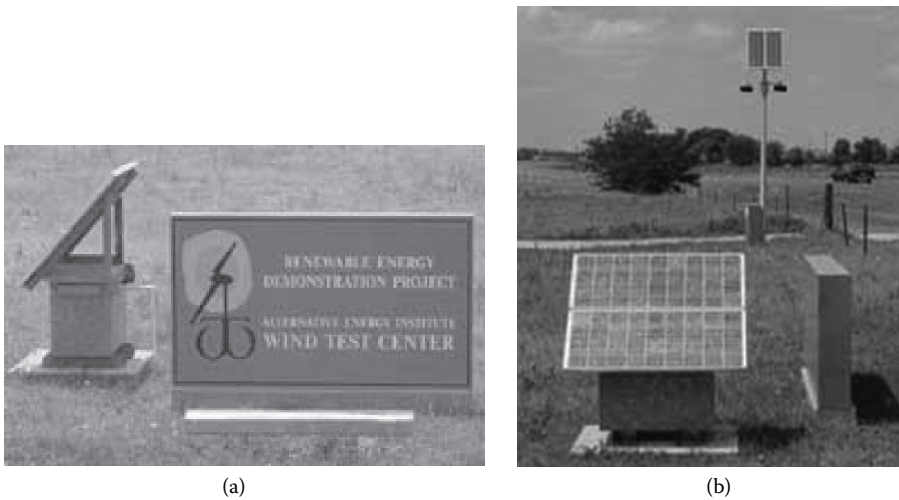 RENEWABLE ENERGY
DEMONSTRATION PROJECT
ALTERNATIVE ENERGY INSTITUTE
WIND TEST CENTER
(a)
(b)